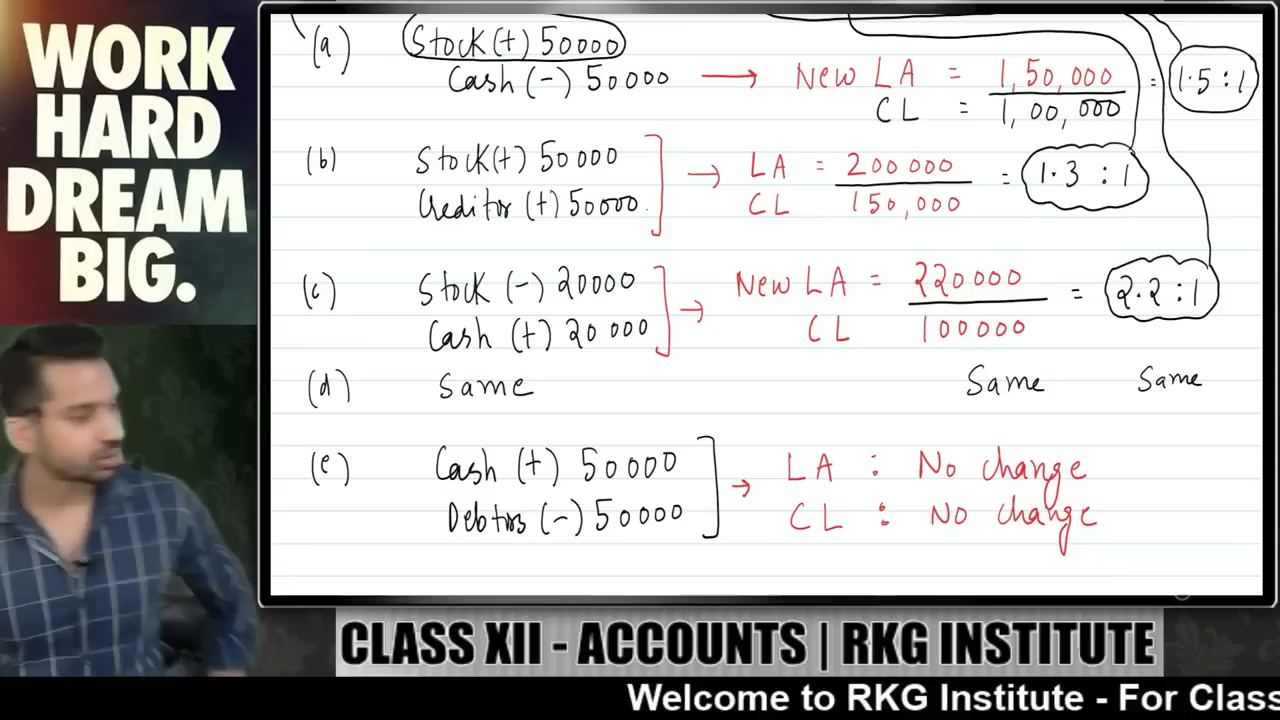 WORK
HARD
DREAM
BIG.
(a) Stock (+) 50000
Cash (-) 50000 → New LA = 1,50,000 = 1.5 : 1
CL = 1,00,000
(b) Stock (+) 50000 → LA = 200000 = 1.3 : 1
Creditor (+) 50000. CL 150,000
(c) Stock (-) 20000 → New LA = 220000 = 2.2 : 1
Cash (+) 20000 CL 100000
(d) Same Same Same
(e) Cash (+) 50000 → LA : No change
Debtors (-) 50000 CL : No change
CLASS XII - ACCOUNTS | RKG INSTITUTE
Welcome to RKG Institute - For Class